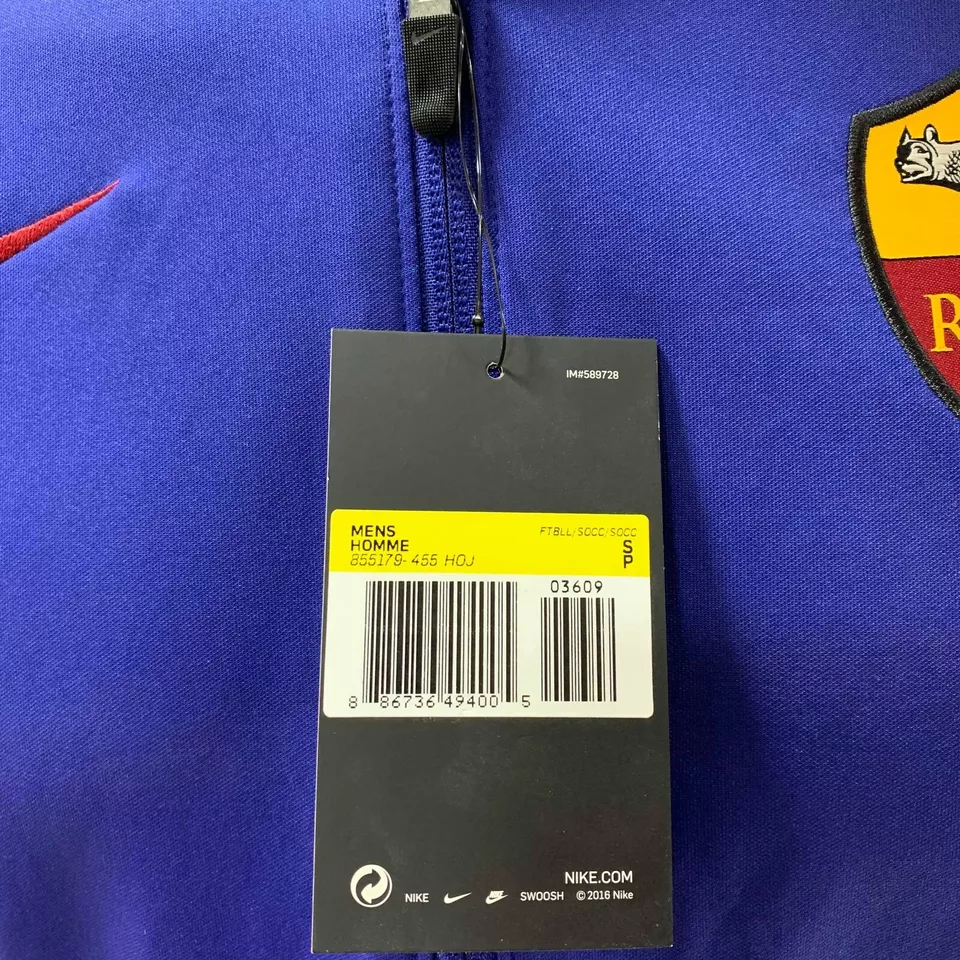 R
IM#589728
MENS
HOMME
FTBLL/SOCC/SOCC
S
P
855179-455 HOJ
03609
8 86736 49400 5
NIKE.COM
NIKE SWOOSH © 2016 Nike